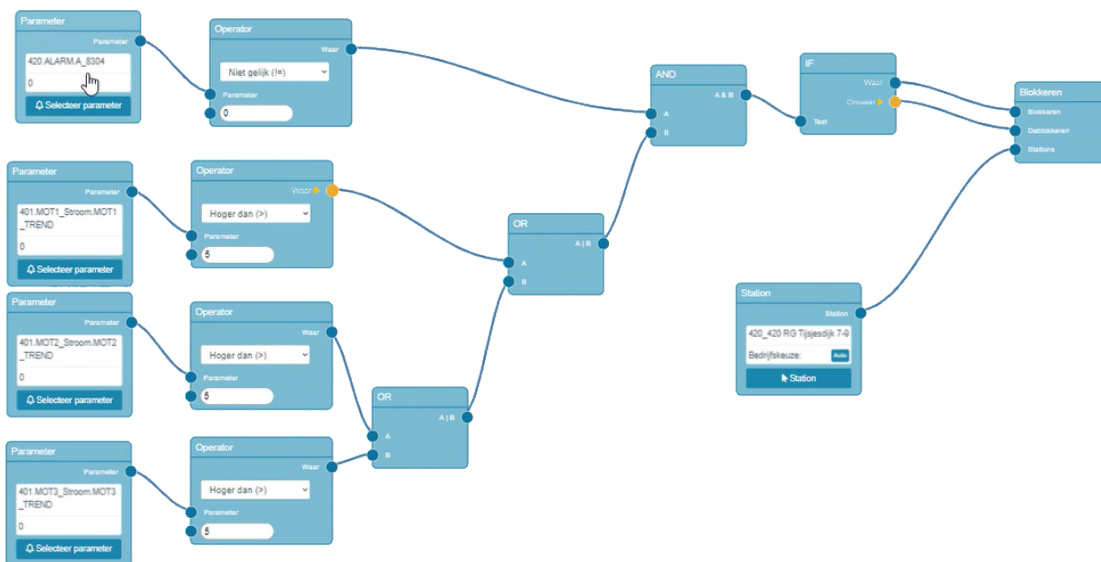 Parameter
Parameter
420.ALARM.A_8304
0
Selecteer parameter
Operator
Waar
Niet gelijk (!=)
Parameter
0
Parameter
Parameter
401.MOT1_Stroom.MOT1
_TREND
0
Selecteer parameter
Operator
Waar
Hoger dan (>)
Parameter
5
Parameter
Parameter
401.MOT2_Stroom.MOT2
_TREND
0
Selecteer parameter
Operator
Waar
Hoger dan (>)
Parameter
5
Parameter
Parameter
401.MOT3_Stroom.MOT3
_TREND
0
Selecteer parameter
Operator
Waar
Hoger dan (>)
Parameter
5
OR
A | B
A
B
OR
A | B
A
B
AND
A & B
A
B
IF
Waar
Onwaar
Test
Station
Station
420_420 RG Tijsjesdijk 7-9
Bedrijfskeuze: Auto
Station
Blokkeren
Blokkeren
Deblokkeren
Stations